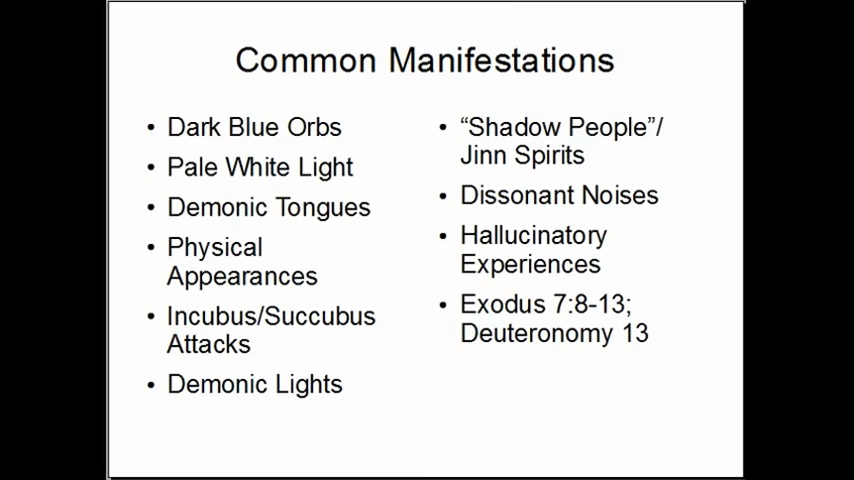 Common Manifestations
• Dark Blue Orbs
• Pale White Light
• Demonic Tongues
• Physical
Appearances
• Incubus/Succubus
Attacks
• Demonic Lights
• “Shadow People”/
Jinn Spirits
• Dissonant Noises
• Hallucinatory
Experiences
• Exodus 7:8-13;
Deuteronomy 13